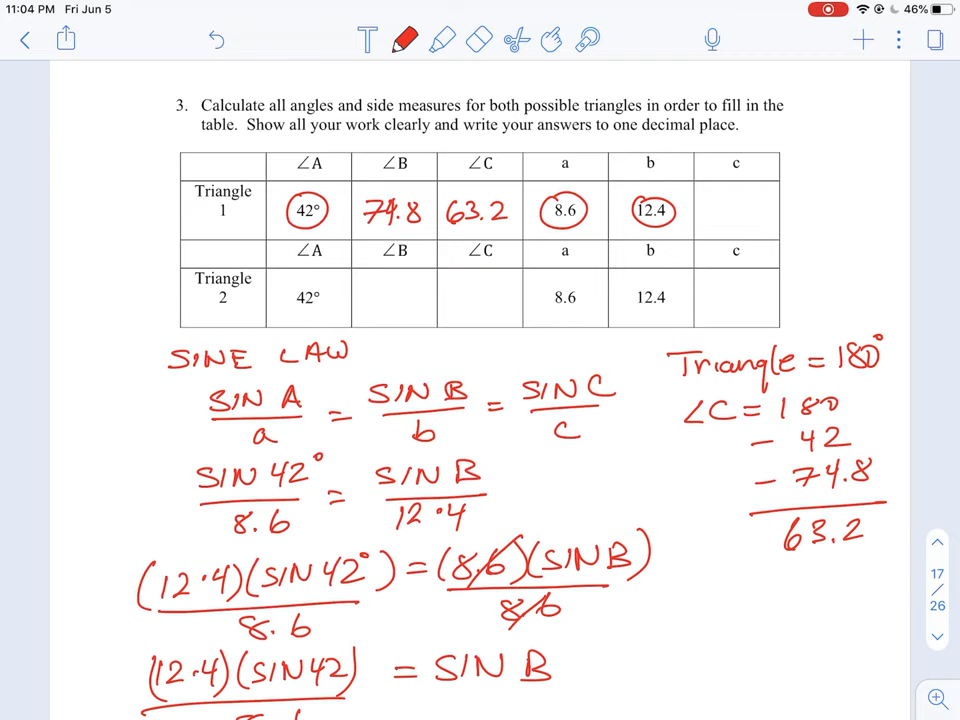 11:04 PM Fri Jun 5 46%
T
3. Calculate all angles and side measures for both possible triangles in order to fill in the
table. Show all your work clearly and write your answers to one decimal place.
∠A ∠B ∠C a b c
Triangle
1 42° 74.8 63.2 8.6 12.4
∠A ∠B ∠C a b c
Triangle
2 42° 8.6 12.4
SINE LAW
SIN A / a = SIN B / b = SIN C / c
SIN 42° / 8.6 = SIN B / 12.4
(12.4)(SIN 42°) / 8.6 = (8.6)(SIN B) / 8.6
(12.4)(SIN 42) / 8.6 = SIN B
Triangle = 180°
∠C = 180
- 42
- 74.8
63.2
17
/
26